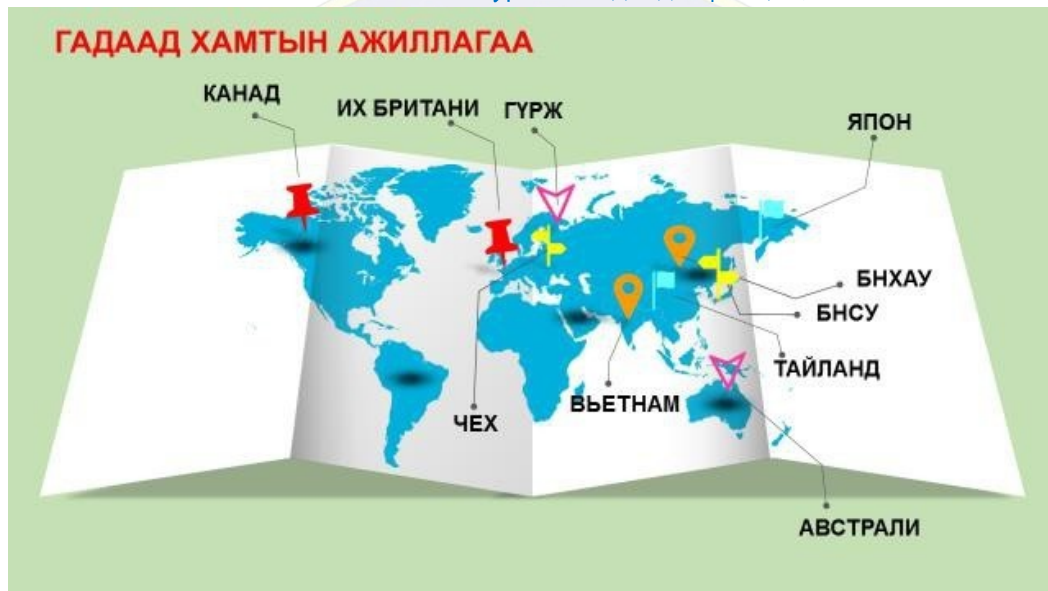 ГАДААД ХАМТЫН АЖИЛЛАГАА
КАНАД
ИХ БРИТАНИ
ГҮРЖ
ЯПОН
БНХАУ
БНСУ
ТАЙЛАНД
ВЬЕТНАМ
ЧЕХ
АВСТРАЛИ